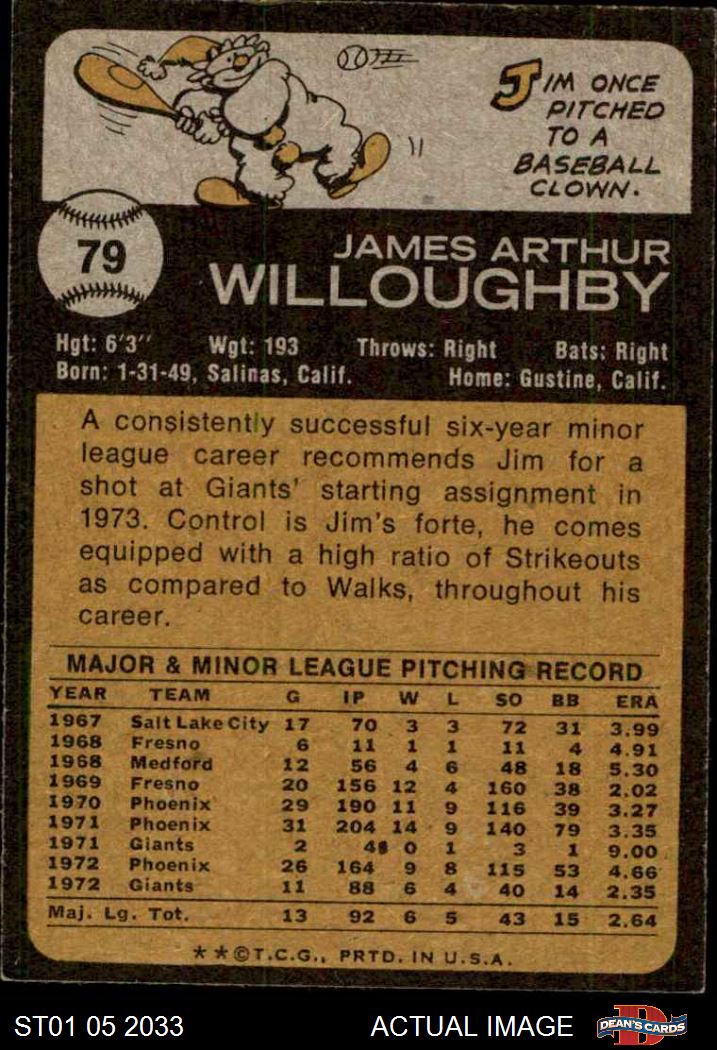 JIM ONCE
PITCHED
TO A
BASEBALL
CLOWN.
79
JAMES ARTHUR
WILLOUGHBY
Hgt: 6'3" Wgt: 193 Throws: Right Bats: Right
Born: 1-31-49, Salinas, Calif. Home: Gustine, Calif.
A consistently successful six-year minor
league career recommends Jim for a
shot at Giants' starting assignment in
1973. Control is Jim's forte, he comes
equipped with a high ratio of Strikeouts
as compared to Walks, throughout his
career.
MAJOR & MINOR LEAGUE PITCHING RECORD
YEAR TEAM G IP W L SO BB ERA
1967 Salt Lake City 17 70 3 3 72 31 3.99
1968 Fresno 6 11 1 1 11 4 4.91
1968 Medford 12 56 4 6 48 18 5.30
1969 Fresno 20 156 12 4 160 38 2.02
1970 Phoenix 29 190 11 9 116 39 3.27
1971 Phoenix 31 204 14 9 140 79 3.35
1971 Giants 2 4 0 1 3 1 9.00
1972 Phoenix 26 164 9 8 115 53 4.66
1972 Giants 11 88 6 4 40 14 2.35
Maj. Lg. Tot. 13 92 6 5 43 15 2.64
★★©T.C.G., PRTD. IN U.S.A.
ST01 05 2033 ACTUAL IMAGE DEAN'S CARDS